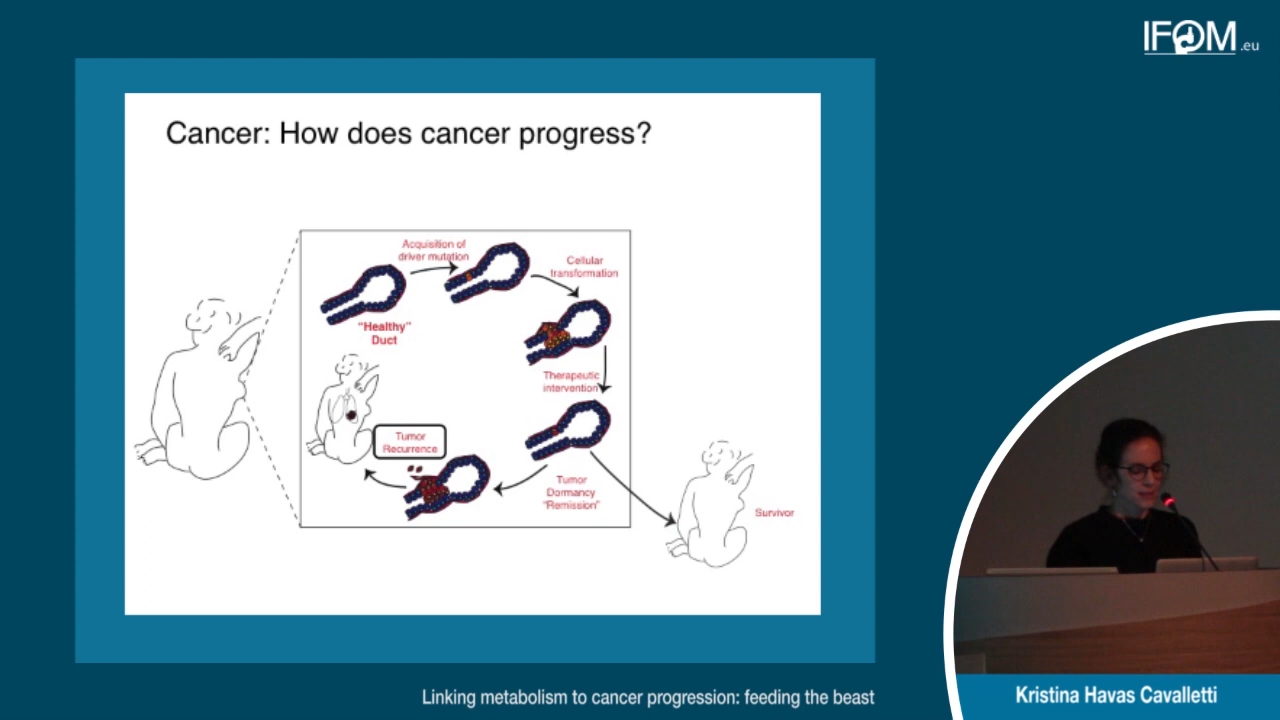 IFOM.eu
Cancer: How does cancer progress?
Acquisition of
driver mutation
Cellular
transformation
“Healthy”
Duct
Therapeutic
intervention
Tumor
Recurrence
Tumor
Dormancy
“Remission”
Survivor
Linking metabolism to cancer progression: feeding the beast
Kristina Havas Cavalletti